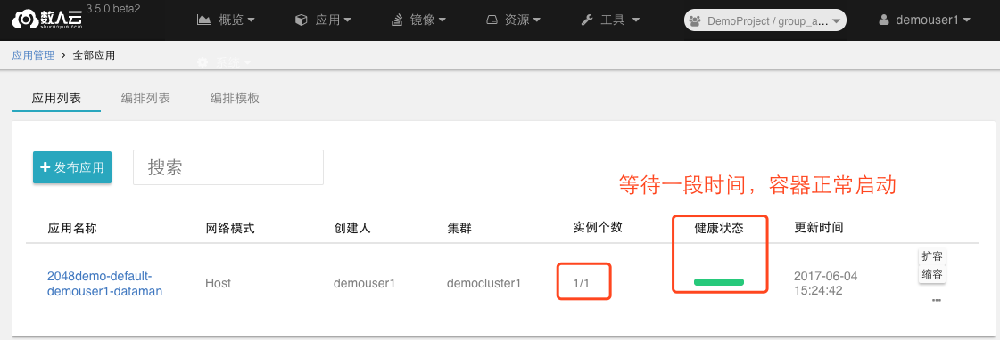 数人云 3.5.0 beta2
shurenyun.com
概览 应用 镜像 资源 工具 DemoProject / group_a... demouser1
应用管理 > 全部应用
系统
应用列表 编排列表 编排模板
发布应用 搜索
等待一段时间，容器正常启动
应用名称 网络模式 创建人 集群 实例个数 健康状态 更新时间
扩容
缩容
2048demo-default-
demouser1-dataman
Host demouser1 democluster1 1/1
2017-06-04
15:24:42
...